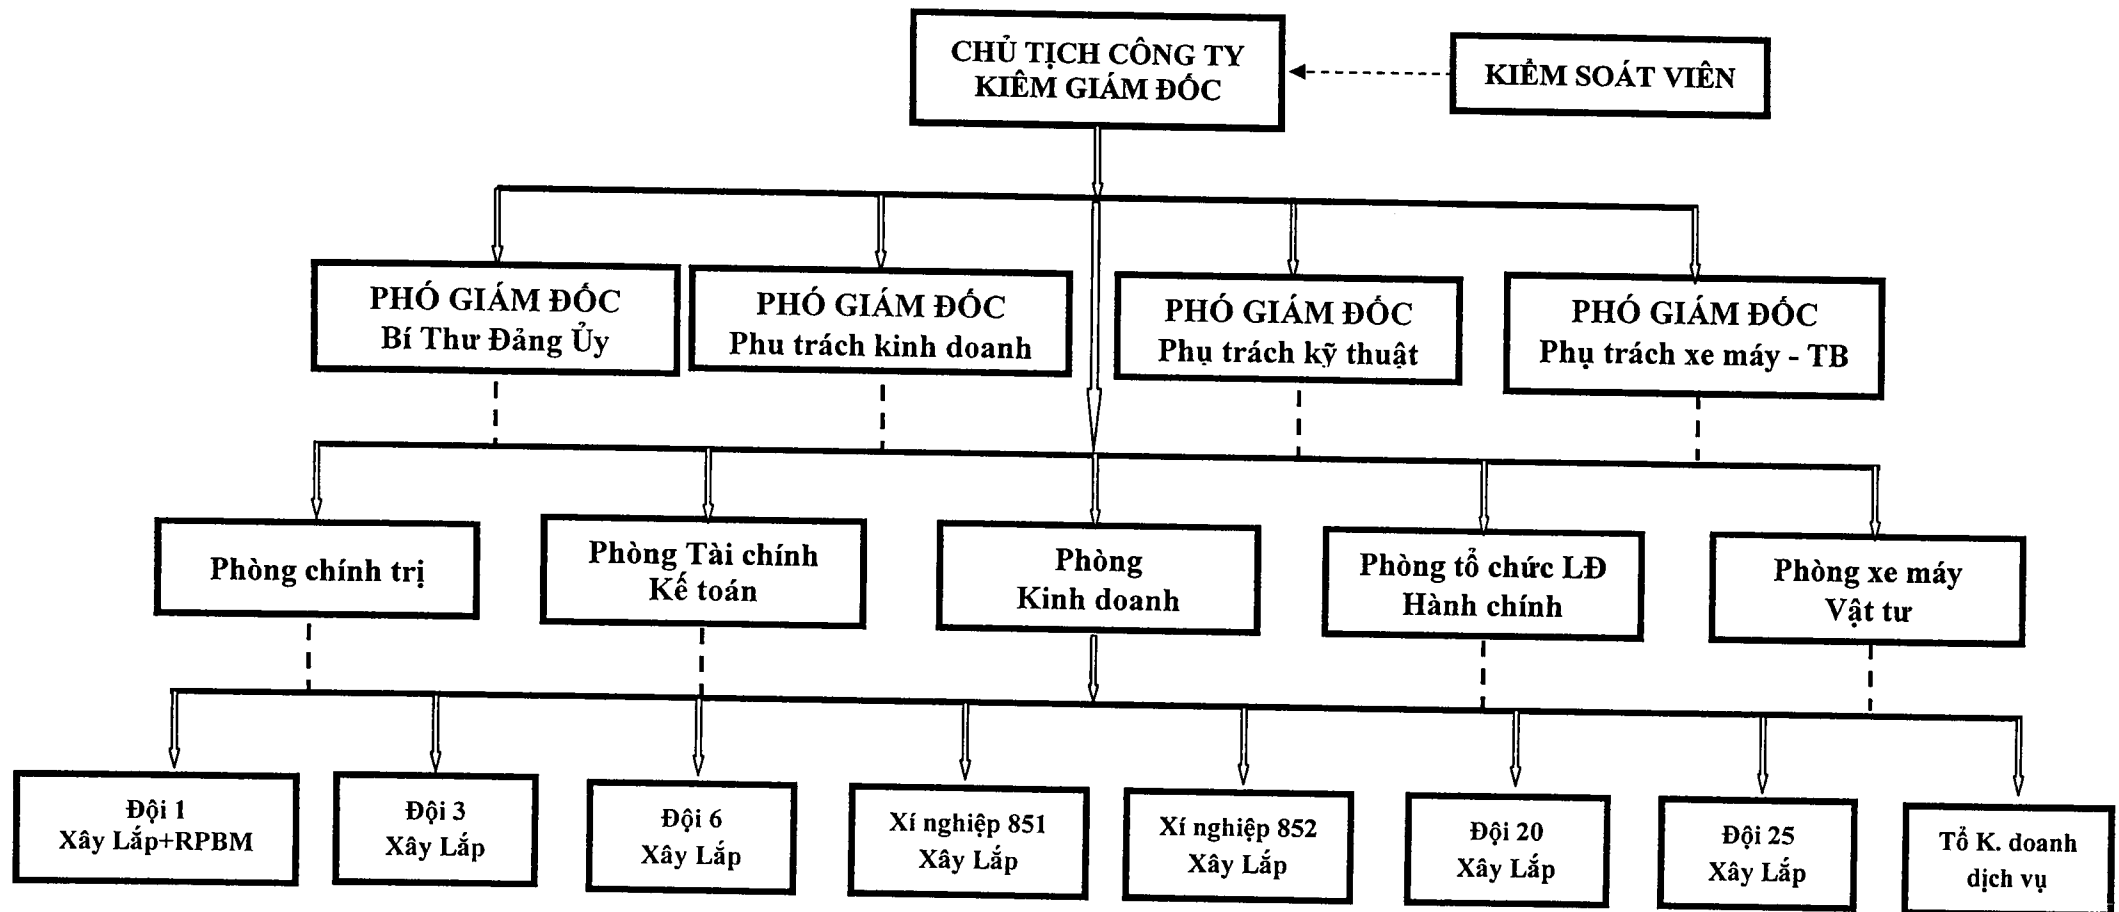 CHỦ TỊCH CÔNG TY
KIÊM GIÁM ĐỐC
KIỂM SOÁT VIÊN
PHÓ GIÁM ĐỐC
Bí Thư Đảng Ủy
PHÓ GIÁM ĐỐC
Phu trách kinh doanh
PHÓ GIÁM ĐỐC
Phụ trách kỹ thuật
PHÓ GIÁM ĐỐC
Phụ trách xe máy - TB
Phòng chính trị
Phòng Tài chính
Kế toán
Phòng
Kinh doanh
Phòng tổ chức LĐ
Hành chính
Phòng xe máy
Vật tư
Đội 1
Xây Lắp+RPBM
Đội 3
Xây Lắp
Đội 6
Xây Lắp
Xí nghiệp 851
Xây Lắp
Xí nghiệp 852
Xây Lắp
Đội 20
Xây Lắp
Đội 25
Xây Lắp
Tổ K. doanh
dịch vụ